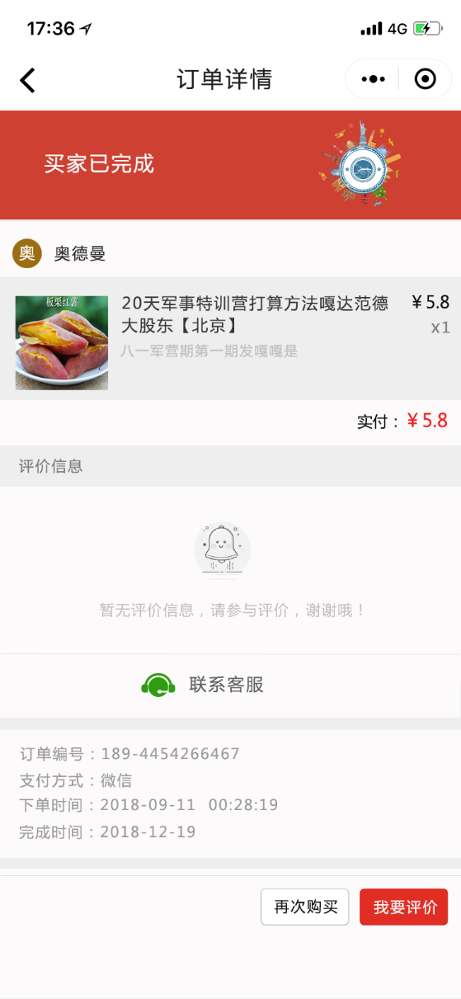 17:36
4G
订单详情
买家已完成
奥
奥德曼
板栗红薯
20天军事特训营打算方法嘎达范德
大股东【北京】
¥5.8
x1
八一军营期第一期发嘎嘎是
实付：¥5.8
评价信息
暂无评价信息，请参与评价，谢谢哦！
联系客服
订单编号：189-4454266467
支付方式：微信
下单时间：2018-09-11 00:28:19
完成时间：2018-12-19
再次购买
我要评价